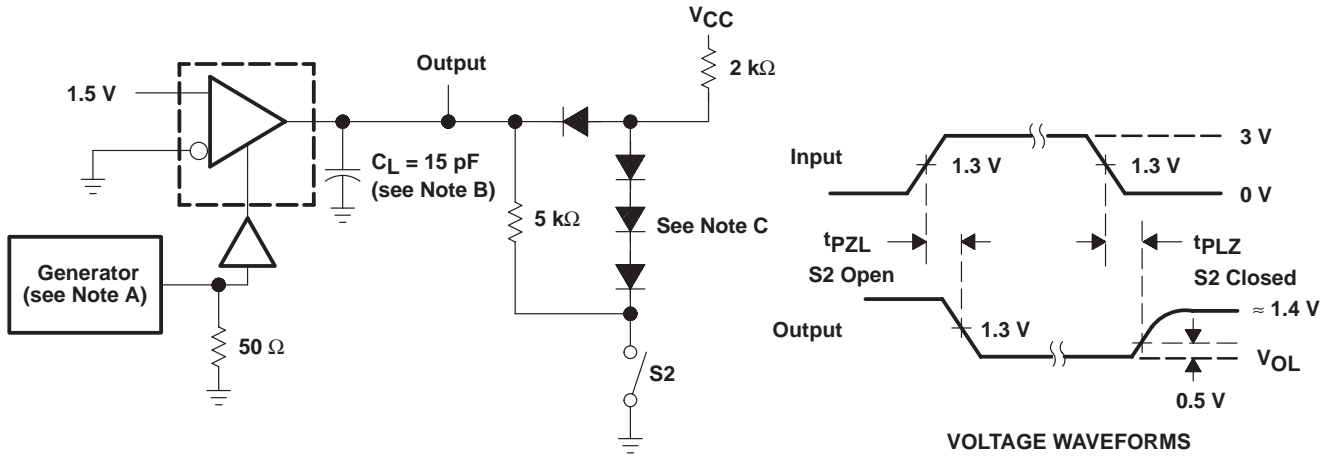 VCC
2 kΩ
Output
1.5 V
CL = 15 pF
(see Note B)
5 kΩ
See Note C
Generator
(see Note A)
50 Ω
S2
Input
3 V
1.3 V
1.3 V
0 V
tPZL
tPLZ
S2 Open
S2 Closed
≈ 1.4 V
Output
1.3 V
VOL
0.5 V
VOLTAGE WAVEFORMS